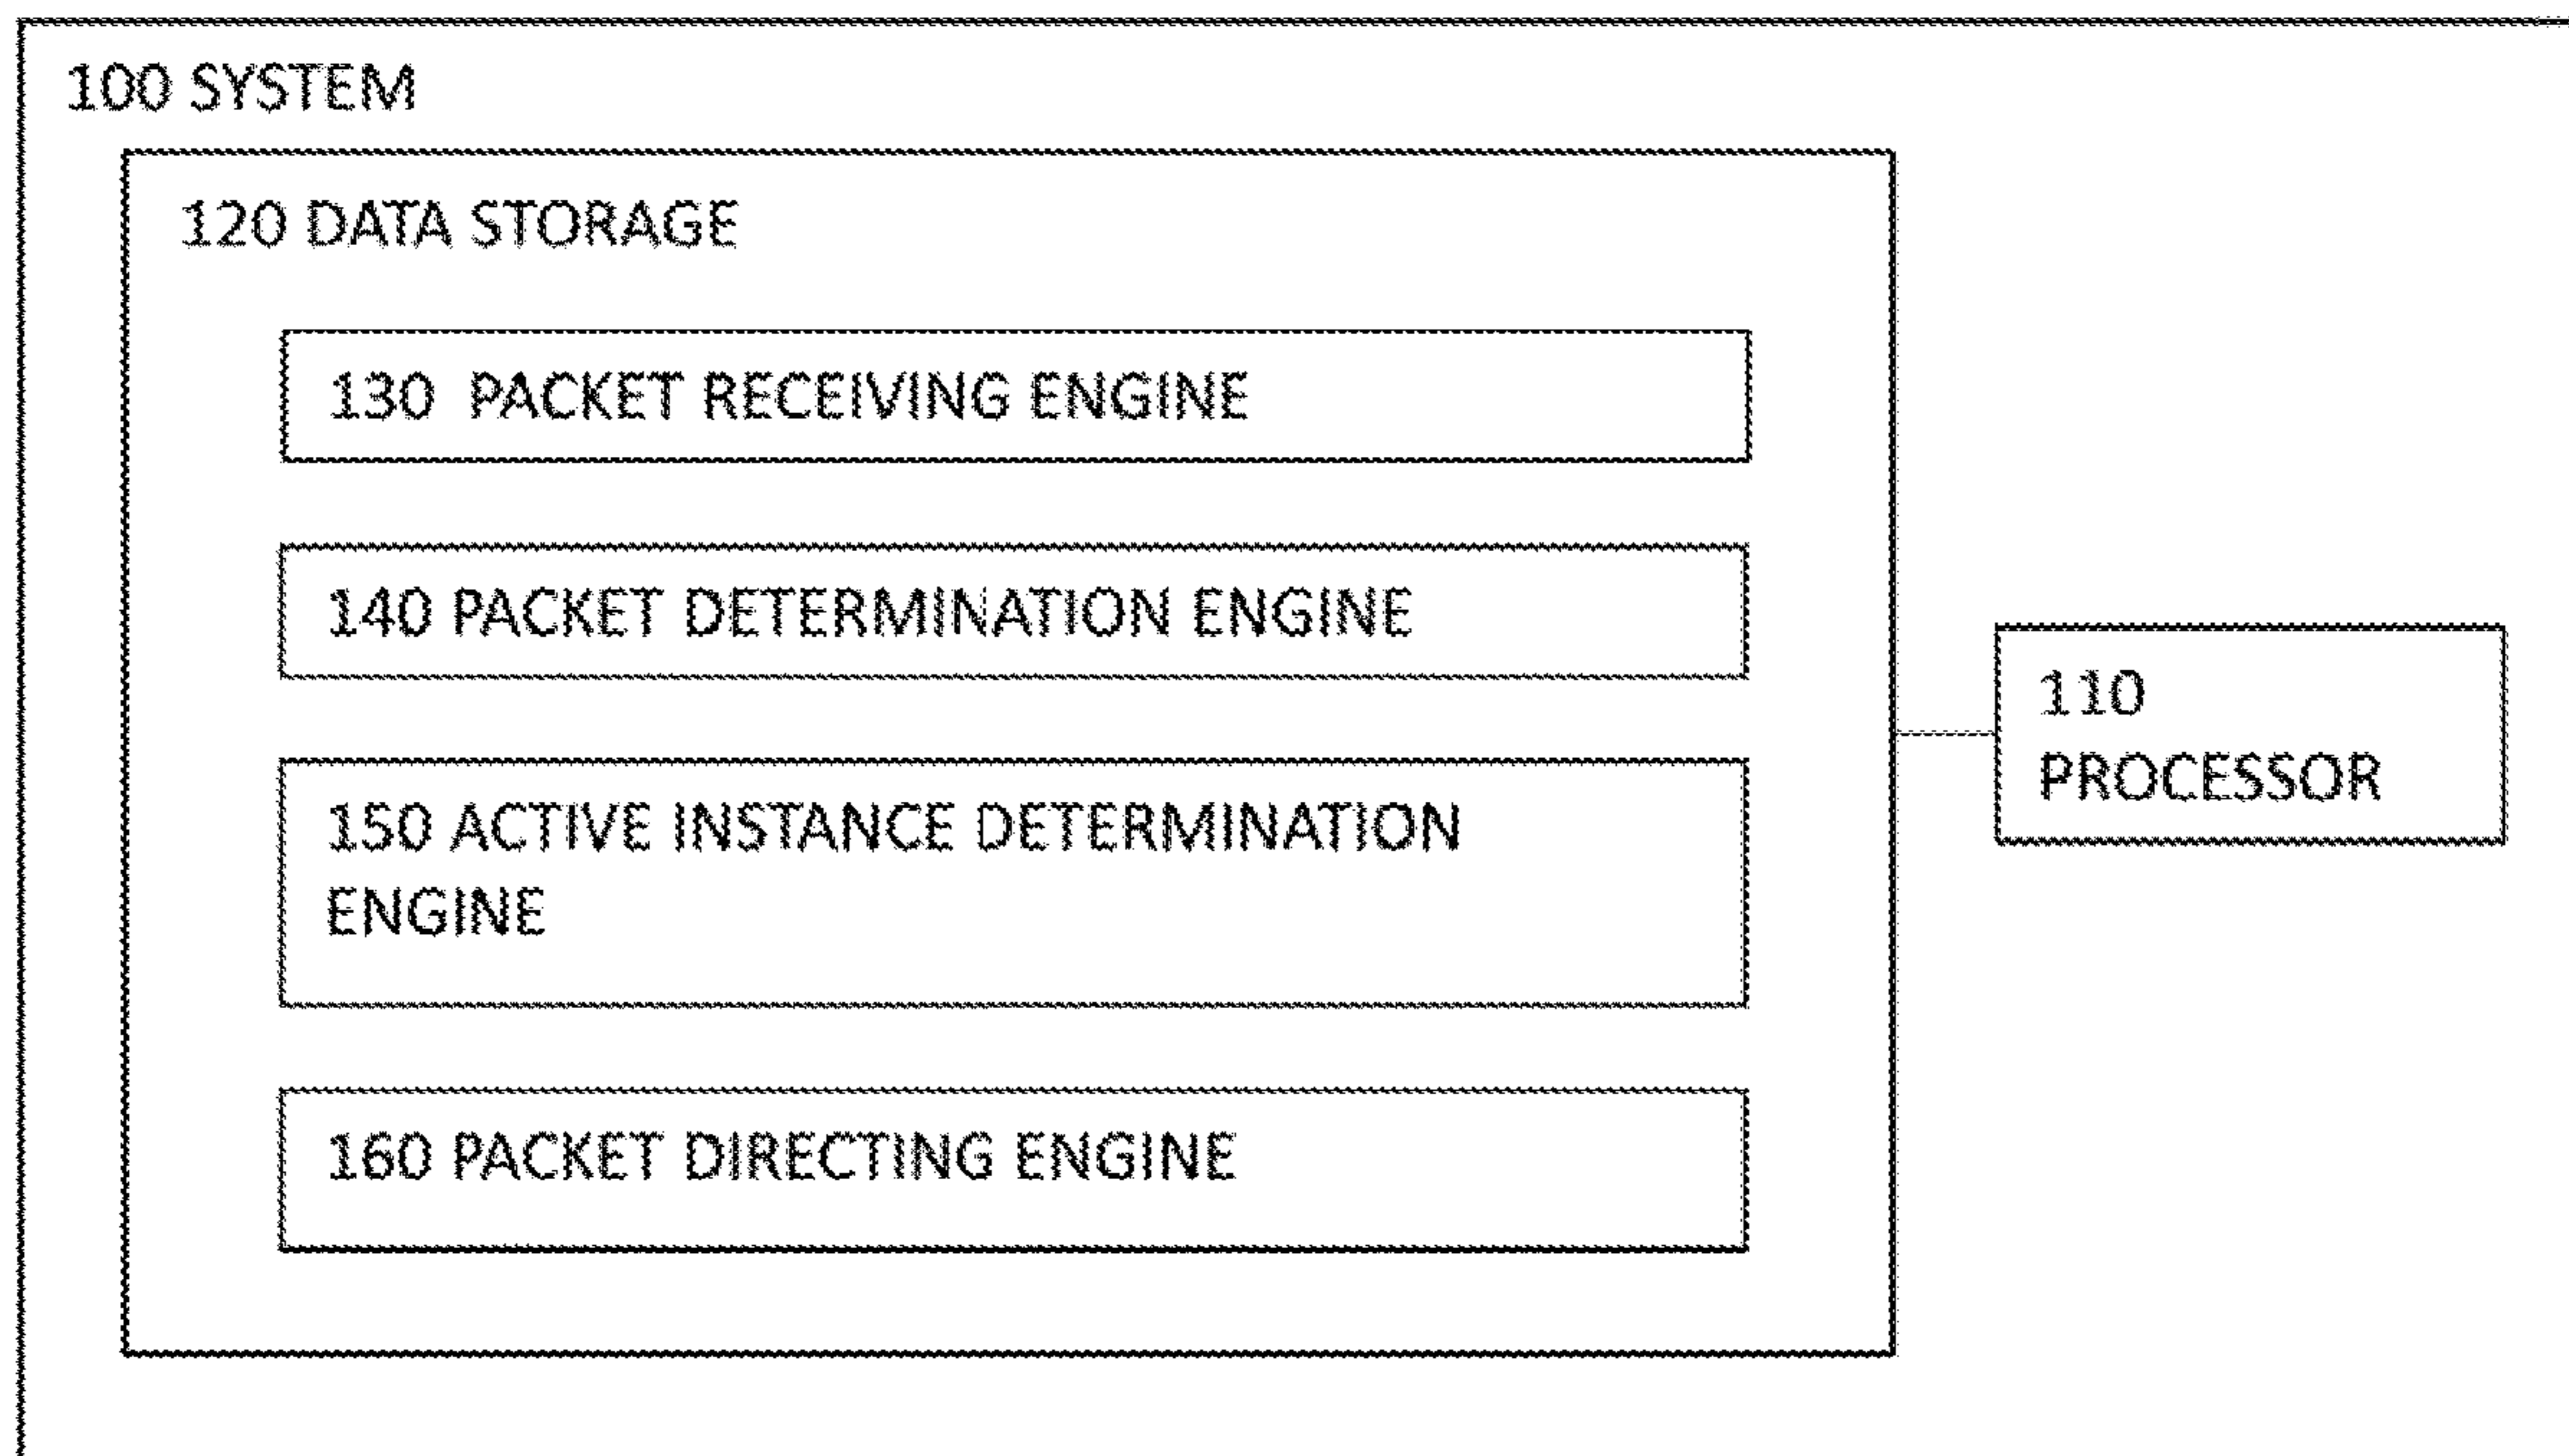 100 SYSTEM
120 DATA STORAGE
130 PACKET RECEIVING ENGINE
140 PACKET DETERMINATION ENGINE
150 ACTIVE INSTANCE DETERMINATION
ENGINE
160 PACKET DIRECTING ENGINE
110
PROCESSOR